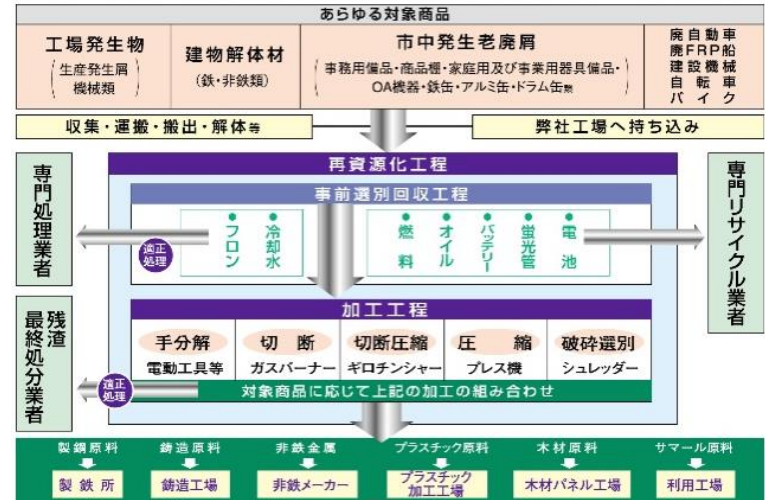 あらゆる対象商品
工場発生物
(生産発生屑
機械類)
建物解体材
(鉄・非鉄類)
市中発生老廃屑
(事務用備品・商品棚・家庭用及び事業用器具備品・
OA機器・鉄缶・アルミ缶・ドラム缶類)
廃自動車
廃FRP船
建設機械
自転車
バイク
収集・運搬・搬出・解体等
弊社工場へ持ち込み
再資源化工程
事前選別回収工程
専門処理業者
適正
処理
フロン
冷却水
燃料
オイル
バッテリー
蛍光管
電池
専門リサイクル業者
加工工程
手分解
電動工具等
切断
ガスバーナー
切断圧縮
ギロチンシャー
圧縮
プレス機
破砕選別
シュレッダー
対象商品に応じて上記の加工の組み合わせ
適正
処理
残渣
最終処分業者
製鋼原料
製鉄所
鋳造原料
鋳造工場
非鉄金属
非鉄メーカー
プラスチック原料
プラスチック
加工工場
木材原料
木材パネル工場
サマール原料
利用工場